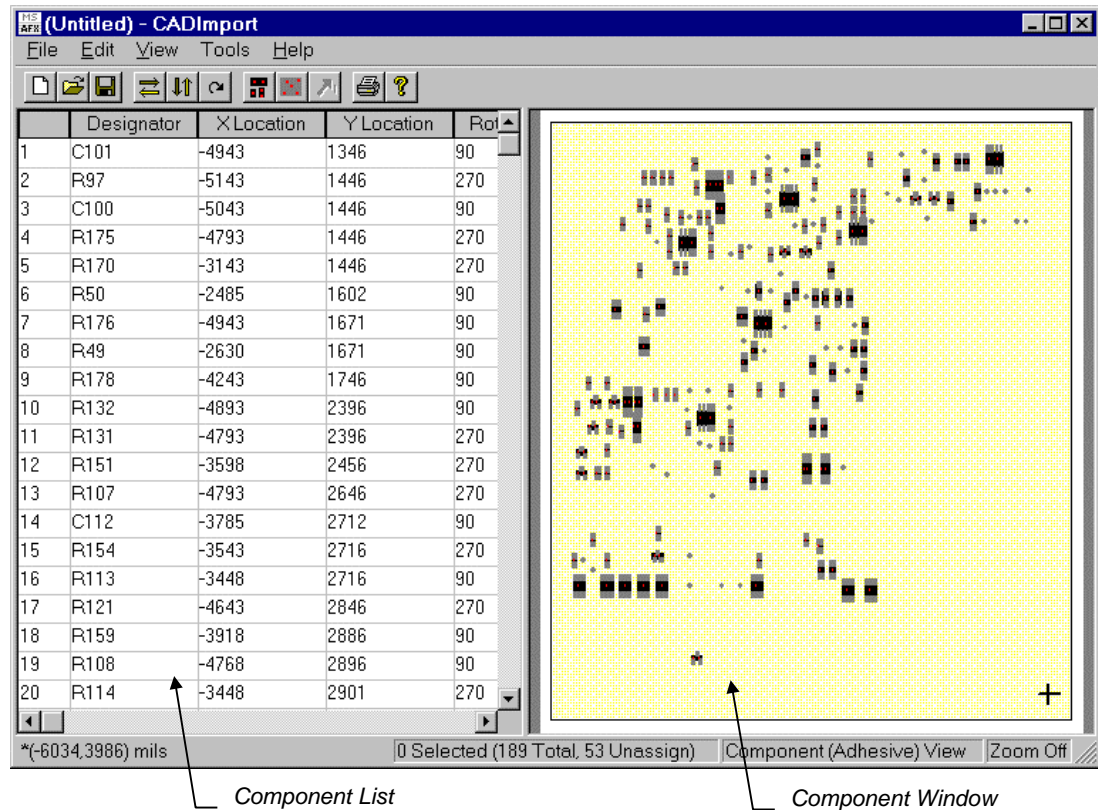 MS AFX (Untitled) - CADImport
File Edit View Tools Help
Designator X Location Y Location Rot
1 C101 -4943 1346 90
2 R97 -5143 1446 270
3 C100 -5043 1446 90
4 R175 -4793 1446 270
5 R170 -3143 1446 270
6 R50 -2485 1602 90
7 R176 -4943 1671 90
8 R49 -2630 1671 90
9 R178 -4243 1746 90
10 R132 -4893 2396 90
11 R131 -4793 2396 270
12 R151 -3598 2456 270
13 R107 -4793 2646 270
14 C112 -3785 2712 90
15 R154 -3543 2716 270
16 R113 -3448 2716 90
17 R121 -4643 2846 270
18 R159 -3918 2886 90
19 R108 -4768 2896 90
20 R114 -3448 2901 270
*(-6034,3986) mils 0 Selected (189 Total, 53 Unassign) Component (Adhesive) View Zoom Off
Component List Component Window